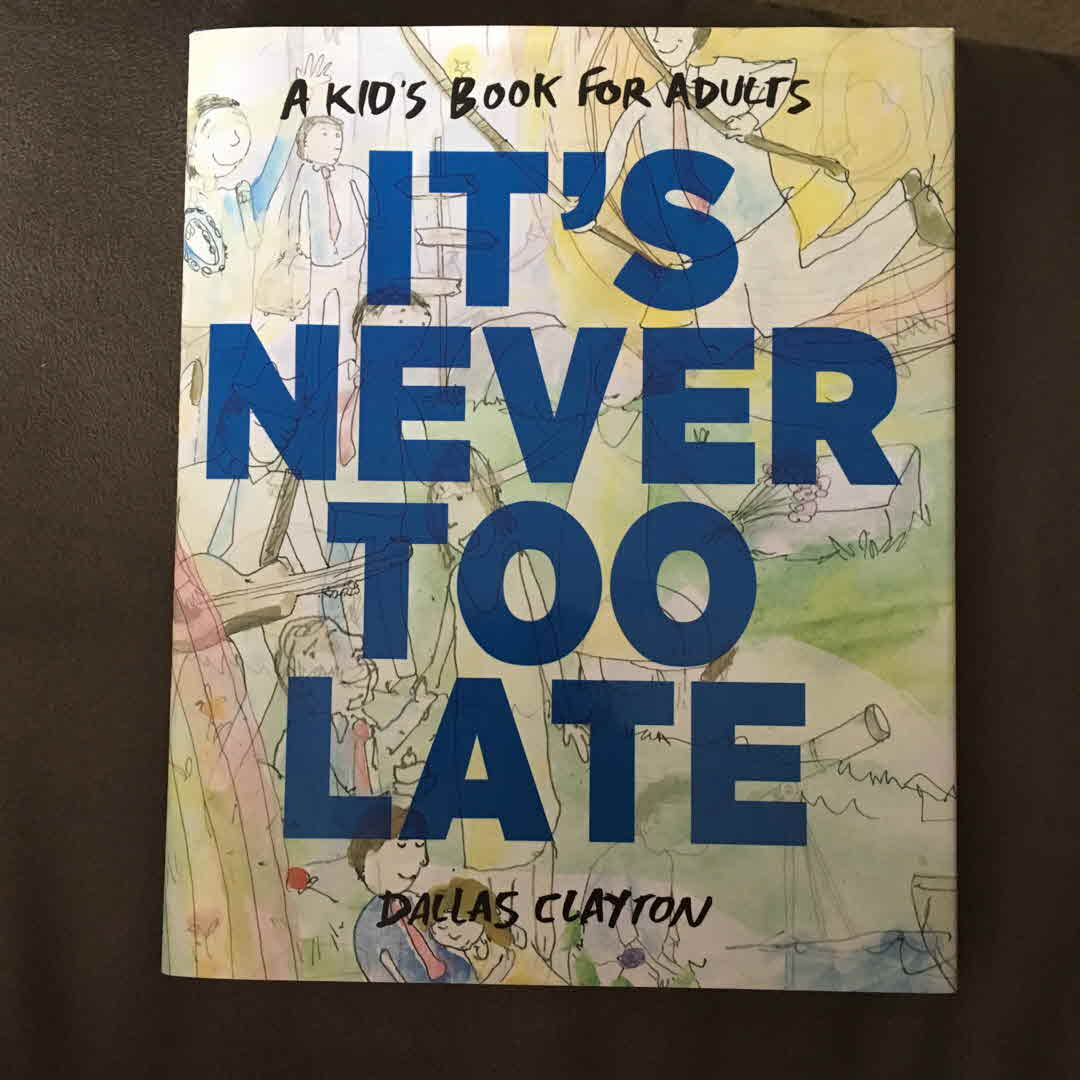 A KID'S BOOK FOR ADULTS
IT'S
NEVER
TOO
LATE
DALLAS CLAYTON